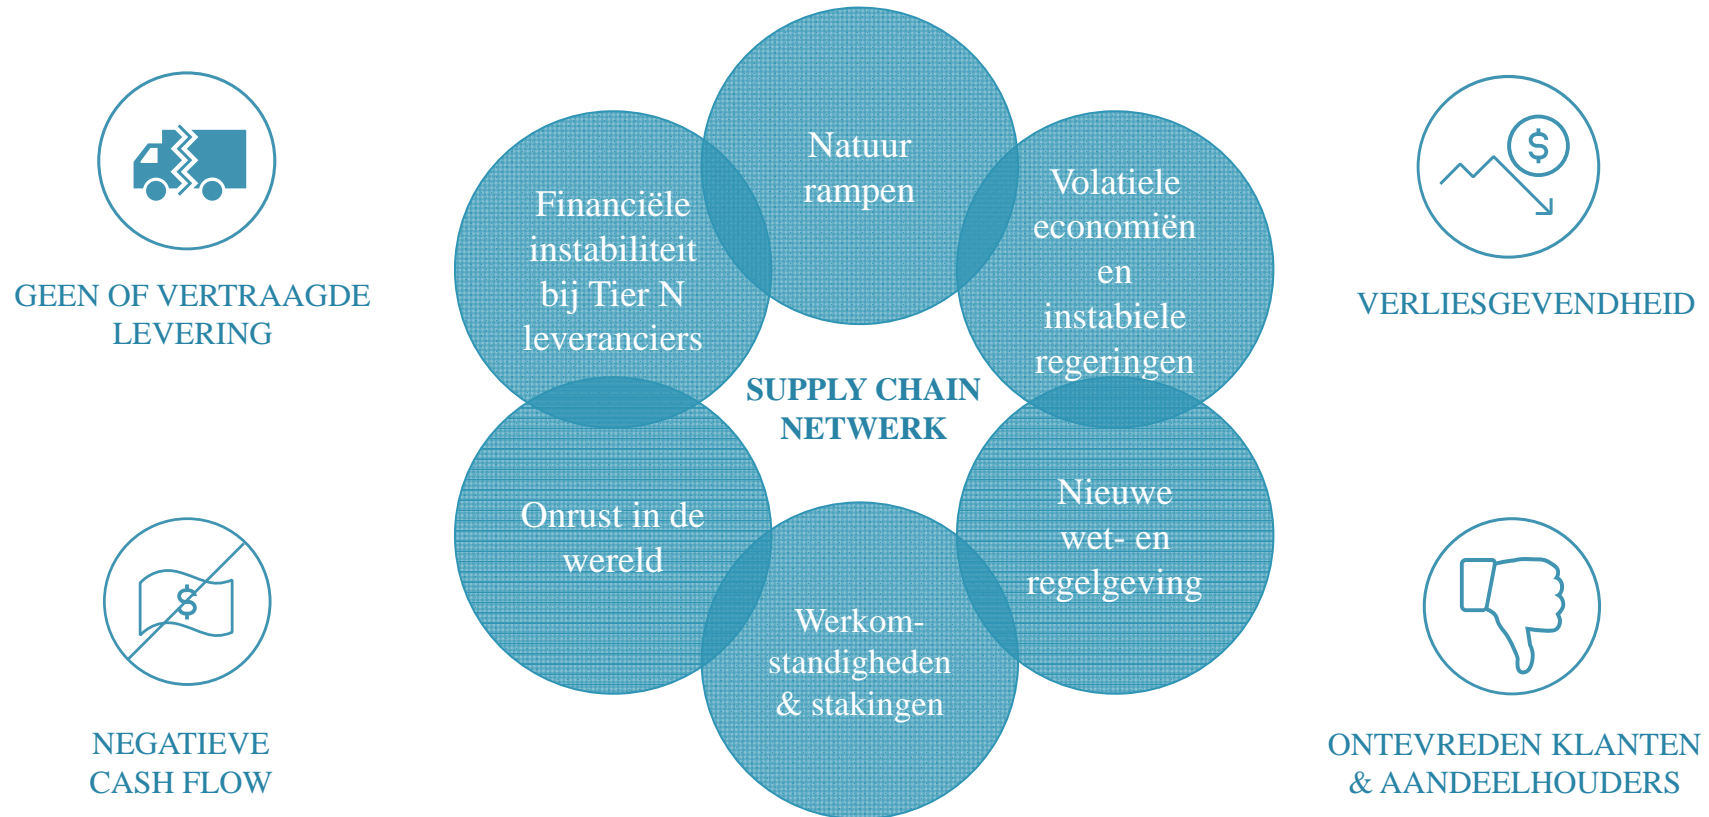 Natuur
rampen
Financiële
instabiliteit
bij Tier N
leveranciers
Volatiele
economiën
en
instabiele
regeringen
GEEN OF VERTRAAGDE
LEVERING
VERLIESGEVENDHEID
SUPPLY CHAIN
NETWERK
Onrust in de
wereld
Nieuwe
wet- en
regelgeving
Werkom-
standigheden
& stakingen
NEGATIEVE
CASH FLOW
ONTEVREDEN KLANTEN
& AANDEELHOUDERS
$
$